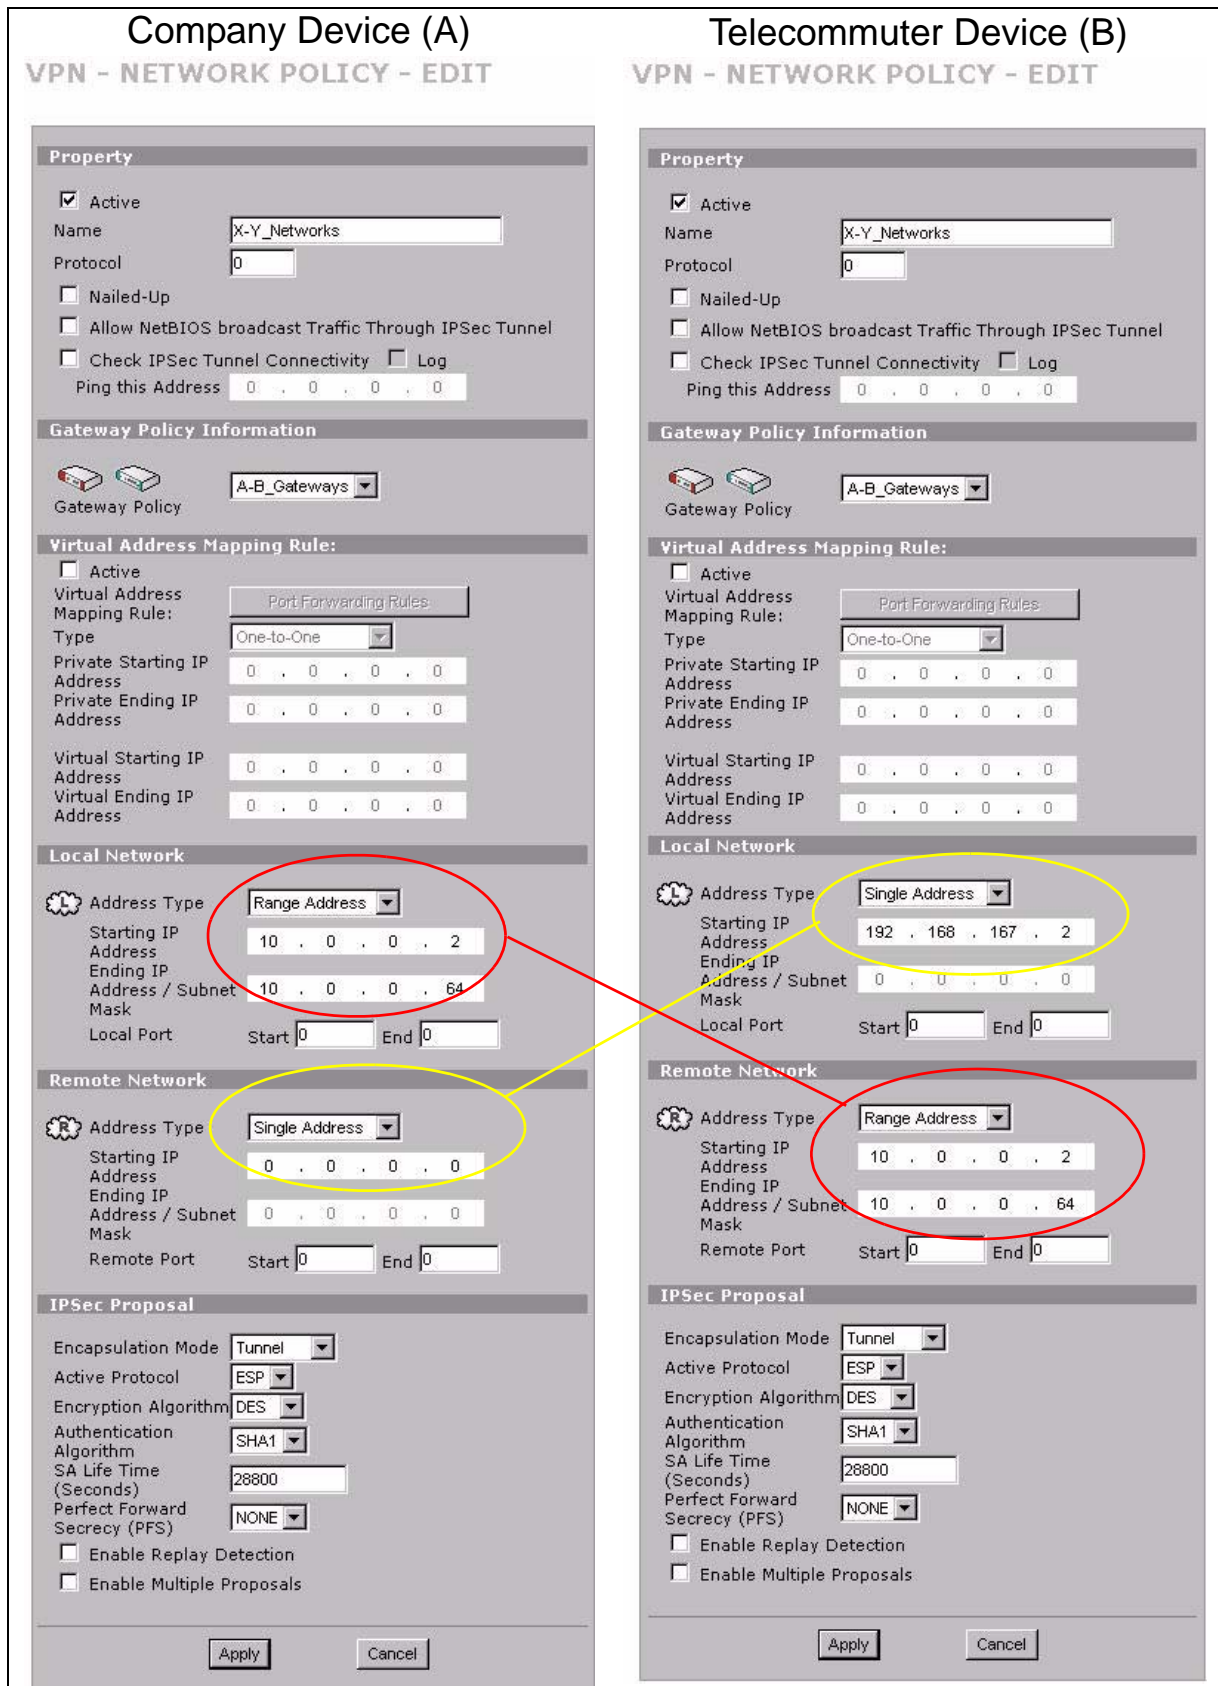 Company Device (A)
VPN - NETWORK POLICY - EDIT
Property
Active
Name X-Y_Networks
Protocol 0
Nailed-Up
Allow NetBIOS broadcast Traffic Through IPSec Tunnel
Check IPSec Tunnel Connectivity Log
Ping this Address 0 . 0 . 0 . 0
Gateway Policy Information
Gateway Policy A-B_Gateways
Virtual Address Mapping Rule:
Active
Virtual Address
Mapping Rule: Port Forwarding Rules
Type One-to-One
Private Starting IP
Address 0 . 0 . 0 . 0
Private Ending IP
Address 0 . 0 . 0 . 0
Virtual Starting IP
Address 0 . 0 . 0 . 0
Virtual Ending IP
Address 0 . 0 . 0 . 0
Local Network
L Address Type Range Address
Starting IP
Address 10 . 0 . 0 . 2
Ending IP
Address / Subnet 10 . 0 . 0 . 64
Mask
Local Port Start 0 End 0
Remote Network
R Address Type Single Address
Starting IP
Address 0 . 0 . 0 . 0
Ending IP
Address / Subnet 0 . 0 . 0 . 0
Mask
Remote Port Start 0 End 0
IPSec Proposal
Encapsulation Mode Tunnel
Active Protocol ESP
Encryption Algorithm DES
Authentication
Algorithm SHA1
SA Life Time
(Seconds) 28800
Perfect Forward
Secrecy (PFS) NONE
Enable Replay Detection
Enable Multiple Proposals
Apply Cancel
Telecommuter Device (B)
VPN - NETWORK POLICY - EDIT
Property
Active
Name X-Y_Networks
Protocol 0
Nailed-Up
Allow NetBIOS broadcast Traffic Through IPSec Tunnel
Check IPSec Tunnel Connectivity Log
Ping this Address 0 . 0 . 0 . 0
Gateway Policy Information
Gateway Policy A-B_Gateways
Virtual Address Mapping Rule:
Active
Virtual Address
Mapping Rule: Port Forwarding Rules
Type One-to-One
Private Starting IP
Address 0 . 0 . 0 . 0
Private Ending IP
Address 0 . 0 . 0 . 0
Virtual Starting IP
Address 0 . 0 . 0 . 0
Virtual Ending IP
Address 0 . 0 . 0 . 0
Local Network
L Address Type Single Address
Starting IP
Address 192 . 168 . 167 . 2
Ending IP
Address / Subnet 0 . 0 . 0 . 0
Mask
Local Port Start 0 End 0
Remote Network
R Address Type Range Address
Starting IP
Address 10 . 0 . 0 . 2
Ending IP
Address / Subnet 10 . 0 . 0 . 64
Mask
Remote Port Start 0 End 0
IPSec Proposal
Encapsulation Mode Tunnel
Active Protocol ESP
Encryption Algorithm DES
Authentication
Algorithm SHA1
SA Life Time
(Seconds) 28800
Perfect Forward
Secrecy (PFS) NONE
Enable Replay Detection
Enable Multiple Proposals
Apply Cancel